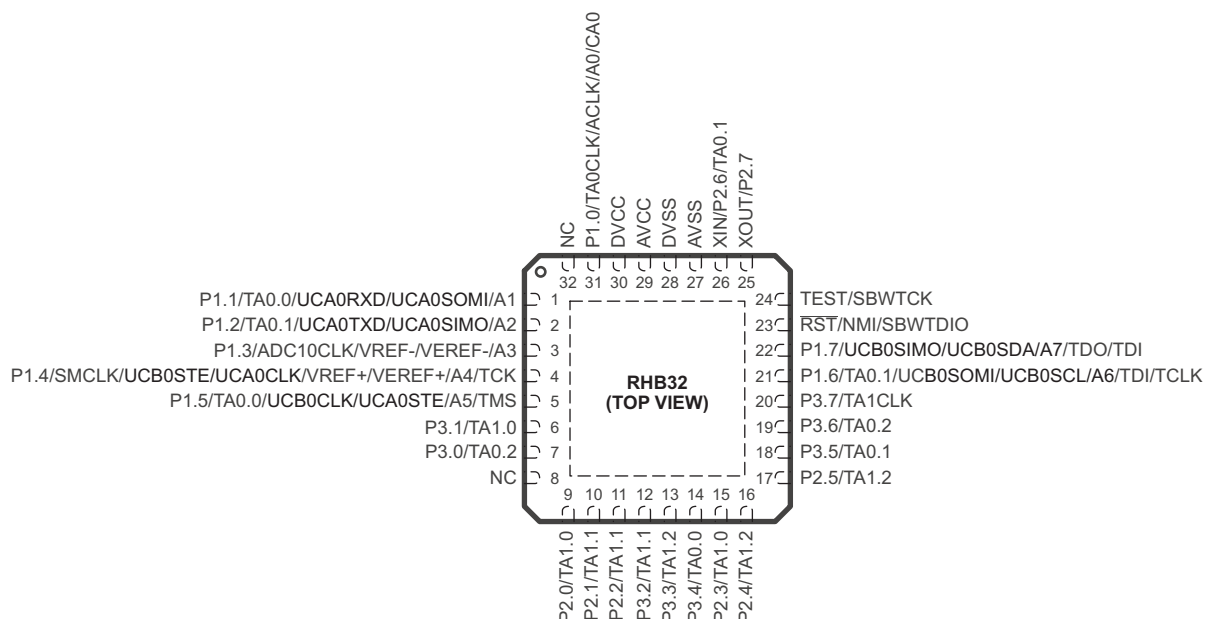 P1.0/TA0CLK/ACLK/A0/CA0
NC
DVCC
AVCC
DVSS
AVSS
XIN/P2.6/TA0.1
XOUT/P2.7
32 31 30 29 28 27 26 25
P1.1/TA0.0/UCA0RXD/UCA0SOMI/A1 1
P1.2/TA0.1/UCA0TXD/UCA0SIMO/A2 2
P1.3/ADC10CLK/VREF-/VEREF-/A3 3
P1.4/SMCLK/UCB0STE/UCA0CLK/VREF+/VEREF+/A4/TCK 4
P1.5/TA0.0/UCB0CLK/UCA0STE/A5/TMS 5
P3.1/TA1.0 6
P3.0/TA0.2 7
NC 8
RHB32
(TOP VIEW)
24 TEST/SBWTCK
23 RST/NMI/SBWTDIO
22 P1.7/UCB0SIMO/UCB0SDA/A7/TDO/TDI
21 P1.6/TA0.1/UCB0SOMI/UCB0SCL/A6/TDI/TCLK
20 P3.7/TA1CLK
19 P3.6/TA0.2
18 P3.5/TA0.1
17 P2.5/TA1.2
9 10 11 12 13 14 15 16
P2.0/TA1.0
P2.1/TA1.1
P2.2/TA1.1
P3.2/TA1.1
P3.3/TA1.2
P3.4/TA0.0
P2.3/TA1.0
P2.4/TA1.2